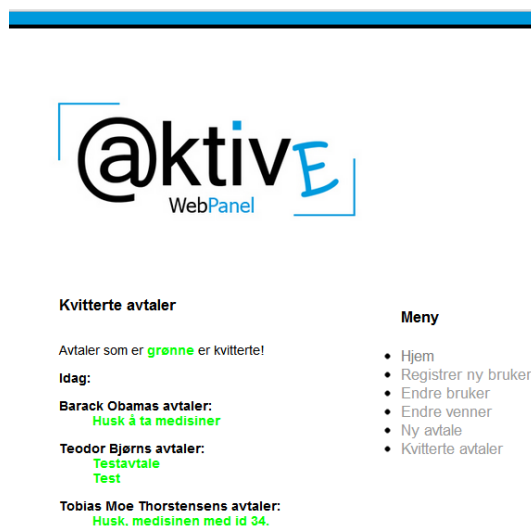 @ktivE
WebPanel
Kvitterte avtaler
Avtaler som er grønne er kvitterte!
Idag:
Barack Obamas avtaler:
Husk å ta medisiner
Teodor Bjørns avtaler:
Testavtale
Test
Tobias Moe Thorstensens avtaler:
Husk. medisinen med id 34.
Meny
Hjem
Registrer ny bruker
Endre bruker
Endre venner
Ny avtale
Kvitterte avtaler